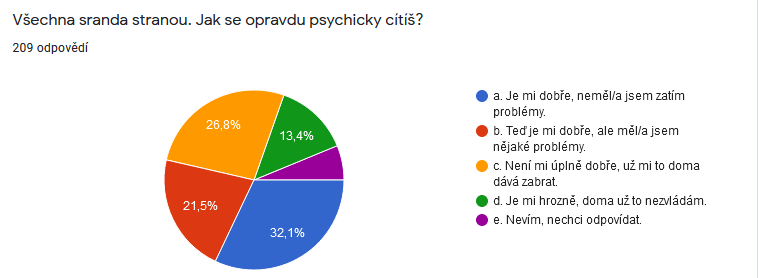 Všechna sranda stranou. Jak se opravdu psychicky cítíš?
209 odpovědí
26,8%
13,4%
21,5%
32,1%
a. Je mi dobře, neměl/a jsem zatím
problémy.
b. Teď je mi dobře, ale měl/a jsem
nějaké problémy.
c. Není mi úplně dobře, už mi to doma
dává zabrat.
d. Je mi hrozně, doma už to nezvládám.
e. Nevím, nechci odpovídat.